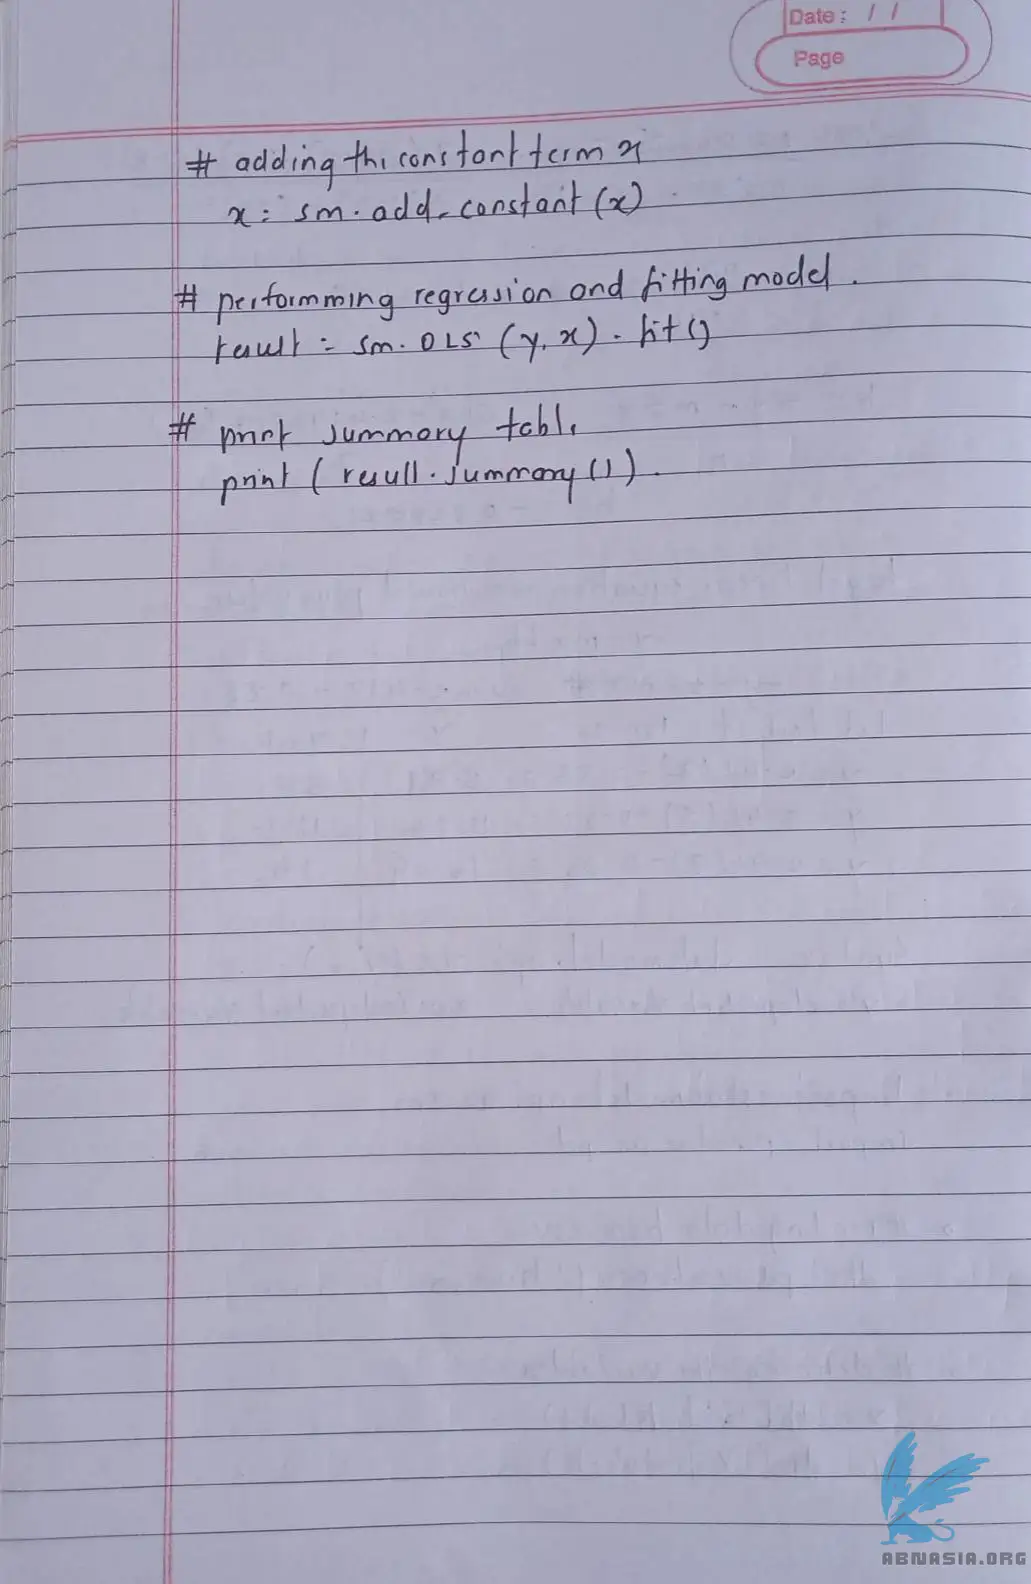 Date : / /
Page
# adding the constant term x
x = sm.add_constant (x)
# performming regression and fitting model.
result = sm.OLS (y, x).fit()
# print summary table
print (result.summary()).
ABNASIA.ORG